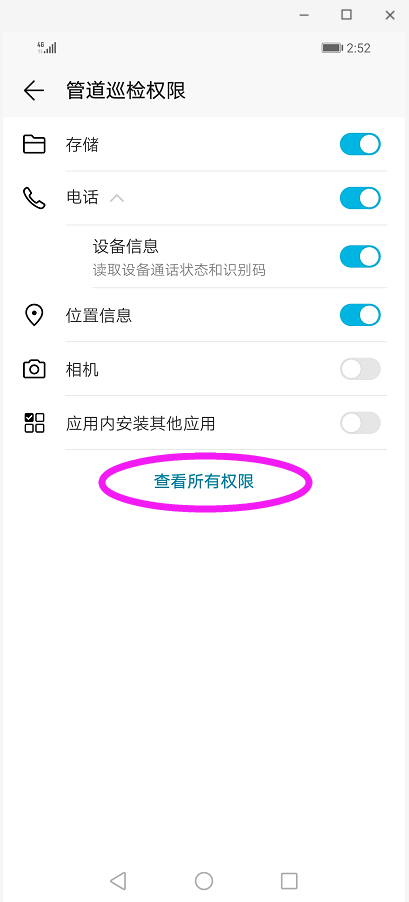 4G 2:52
管道巡检权限
存储
电话
设备信息
读取设备通话状态和识别码
位置信息
相机
应用内安装其他应用
查看所有权限